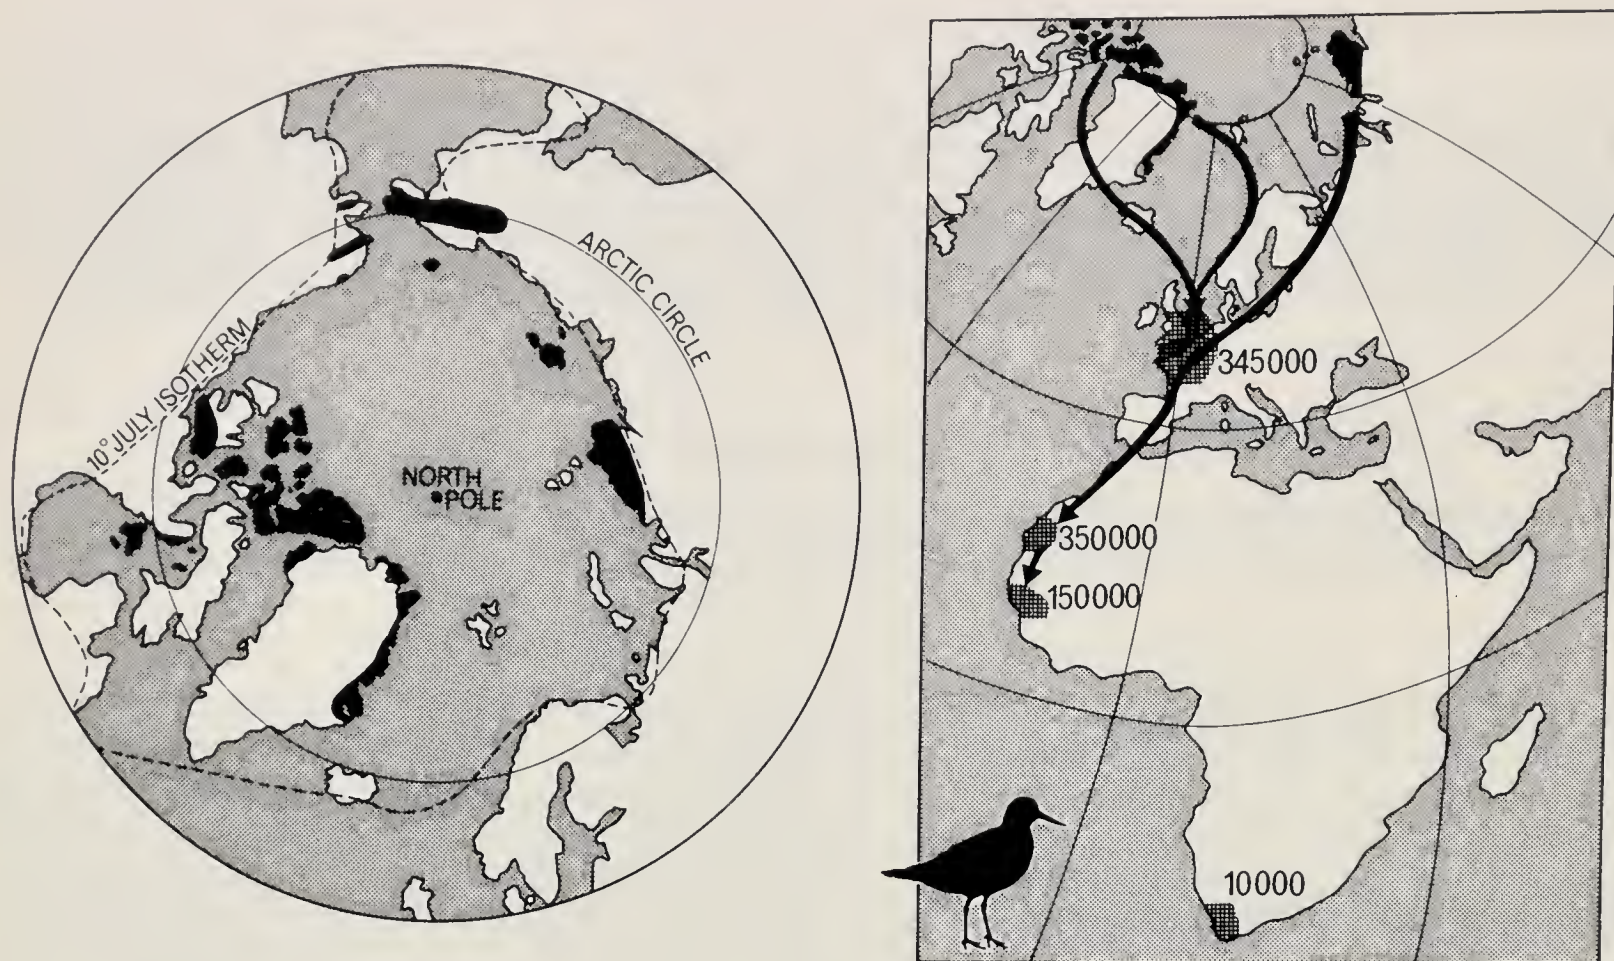 10° JULY ISOTHERM
ARCTIC CIRCLE
NORTH
POLE
345000
350000
150000
10000